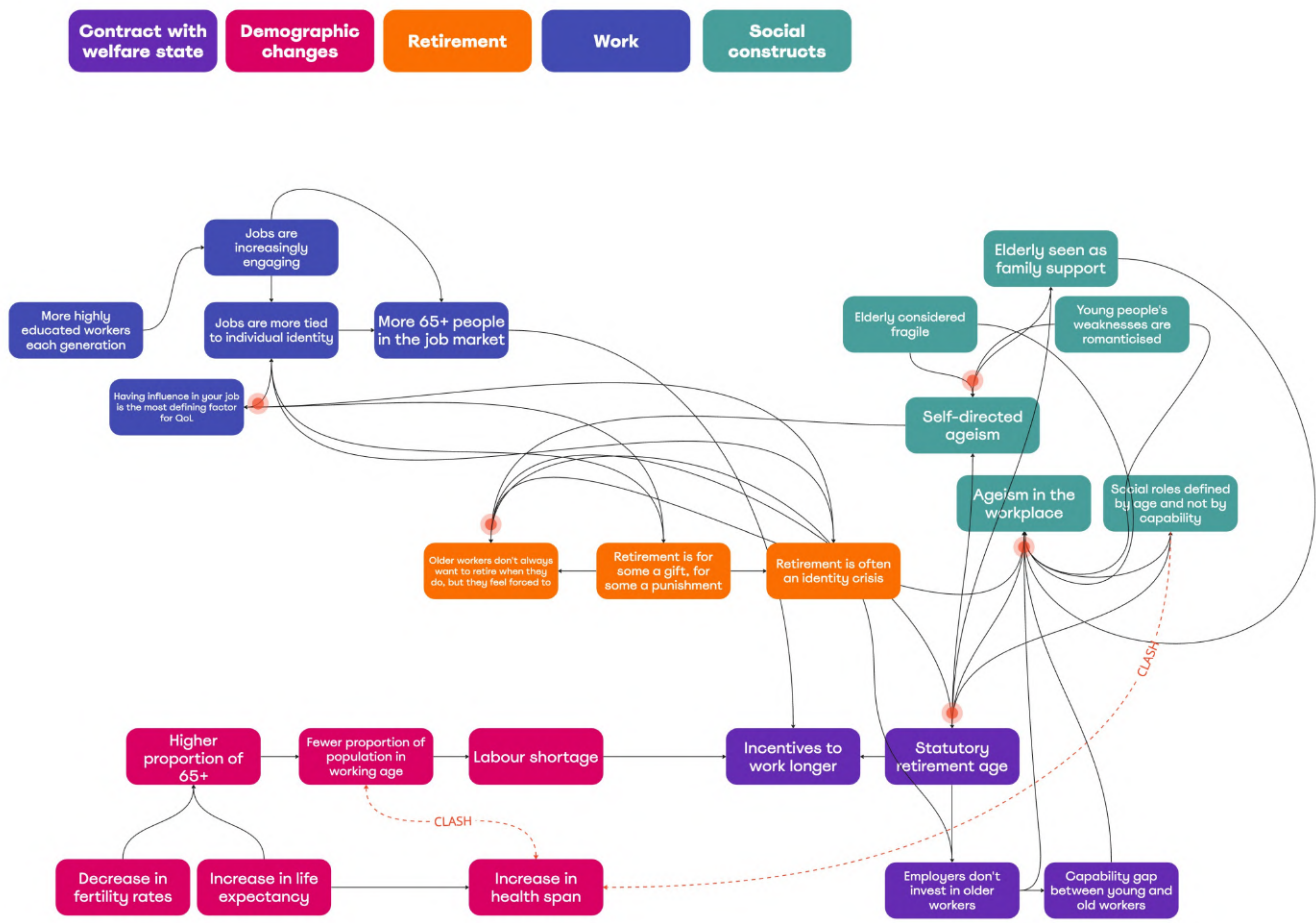 Contract with
welfare state
Demographic
changes
Retirement
Work
Social
constructs
Jobs are
increasingly
engaging
More highly
educated workers
each generation
Jobs are more tied
to individual identity
More 65+ people
in the job market
Having influence in your job
is the most defining factor
for QoL
Elderly seen as
family support
Elderly considered
fragile
Young people's
weaknesses are
romanticised
Self-directed
ageism
Ageism in the
workplace
Social roles defined
by age and not by
capability
Older workers don't always
want to retire when they
do, but they feel forced to
Retirement is for
some a gift, for
some a punishment
Retirement is often
an identity crisis
CLASH
Higher
proportion of
65+
Fewer proportion of
population in
working age
Labour shortage
Incentives to
work longer
Statutory
retirement age
CLASH
Decrease in
fertility rates
Increase in life
expectancy
Increase in
health span
Employers don't
invest in older
workers
Capability gap
between young and
old workers